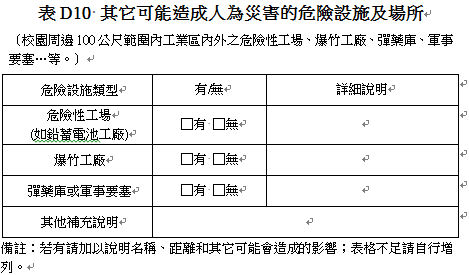 表 D10 其它可能造成人為災害的危險設施及場所
〔校園周邊 100 公尺範圍內工業區內外之危險性工場、爆竹工廠、彈藥庫、軍事
要塞…等。〕
危險設施類型 有/無 詳細說明
危險性工場
(如鉛蓄電池工廠) □有 □無
爆竹工廠 □有 □無
彈藥庫或軍事要塞 □有 □無
其他補充說明
備註：若有請加以說明名稱、距離和其它可能會造成的影響；表格不足請自行增
列。